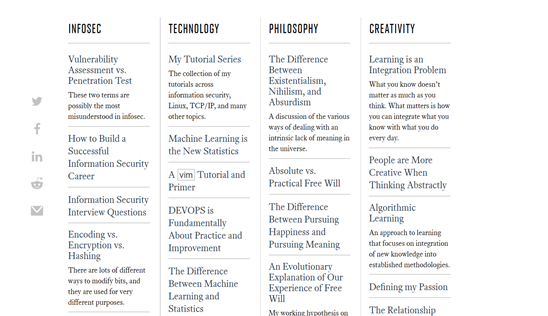 INFOSEC
Vulnerability
Assessment vs.
Penetration Test
These two terms are
possibly the most
misunderstood in infosec.
How to Build a
Successful
Information Security
Career
Information Security
Interview Questions
Encoding vs.
Encryption vs.
Hashing
There are lots of different
ways to modify bits, and
they are used for very
different purposes.
TECHNOLOGY
My Tutorial Series
The collection of my
tutorials across
information security,
Linux, TCP/IP, and many
other topics.
Machine Learning is
the New Statistics
A vim Tutorial and
Primer
DEVOPS is
Fundamentally
About Practice and
Improvement
The Difference
Between Machine
Learning and
Statistics
PHILOSOPHY
The Difference
Between
Existentialism,
Nihilism, and
Absurdism
A discussion of the various
ways of dealing with an
intrinsic lack of meaning in
the universe.
Absolute vs.
Practical Free Will
The Difference
Between Pursuing
Happiness and
Pursuing Meaning
An Evolutionary
Explanation of Our
Experience of Free
Will
My working hypothesis on
CREATIVITY
Learning is an
Integration Problem
What you know doesn't
matter as much as you
think. What matters is how
you can integrate what you
know with what you do
every day.
People are More
Creative When
Thinking Abstractly
Algorithmic
Learning
An approach to learning
that focuses on integration
of new knowledge into
established methodologies.
Defining my Passion
The Relationship